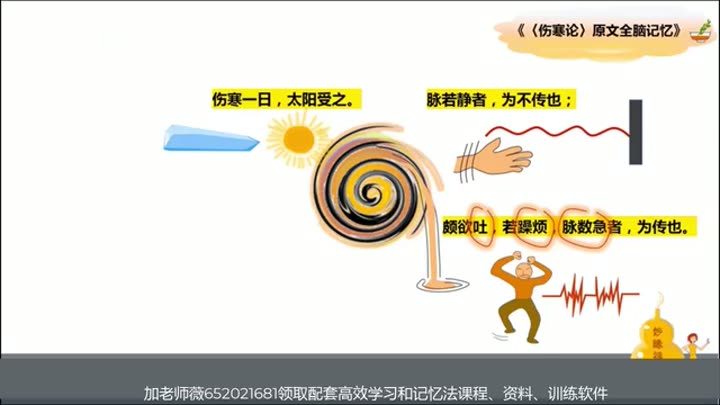 《〈伤寒论〉原文全脑记忆》
伤寒一日，太阳受之。
脉若静者，为不传也；
颇欲吐，若躁烦，脉数急者，为传也。
加老师薇652021681领取配套高效学习和记忆法课程、资料、训练软件